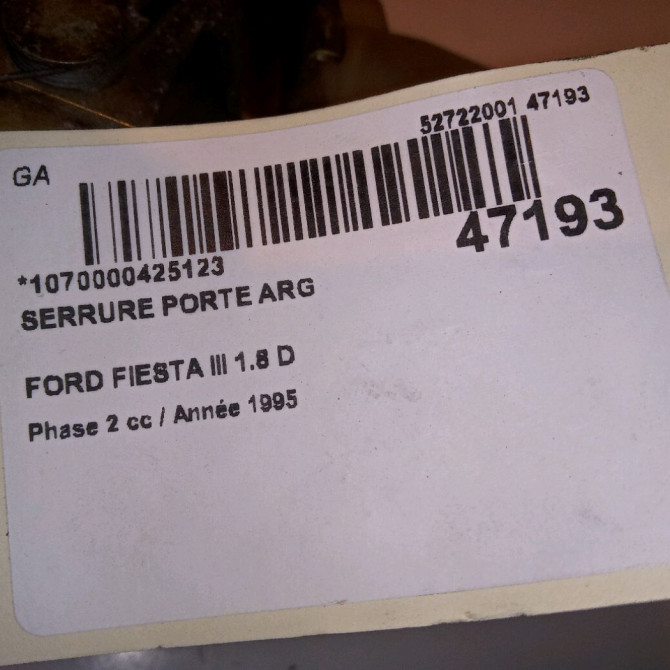 52722001 47193
GA
47193
*1070000425123
SERRURE PORTE ARG
FORD FIESTA III 1.8 D
Phase 2 cc / Année 1995